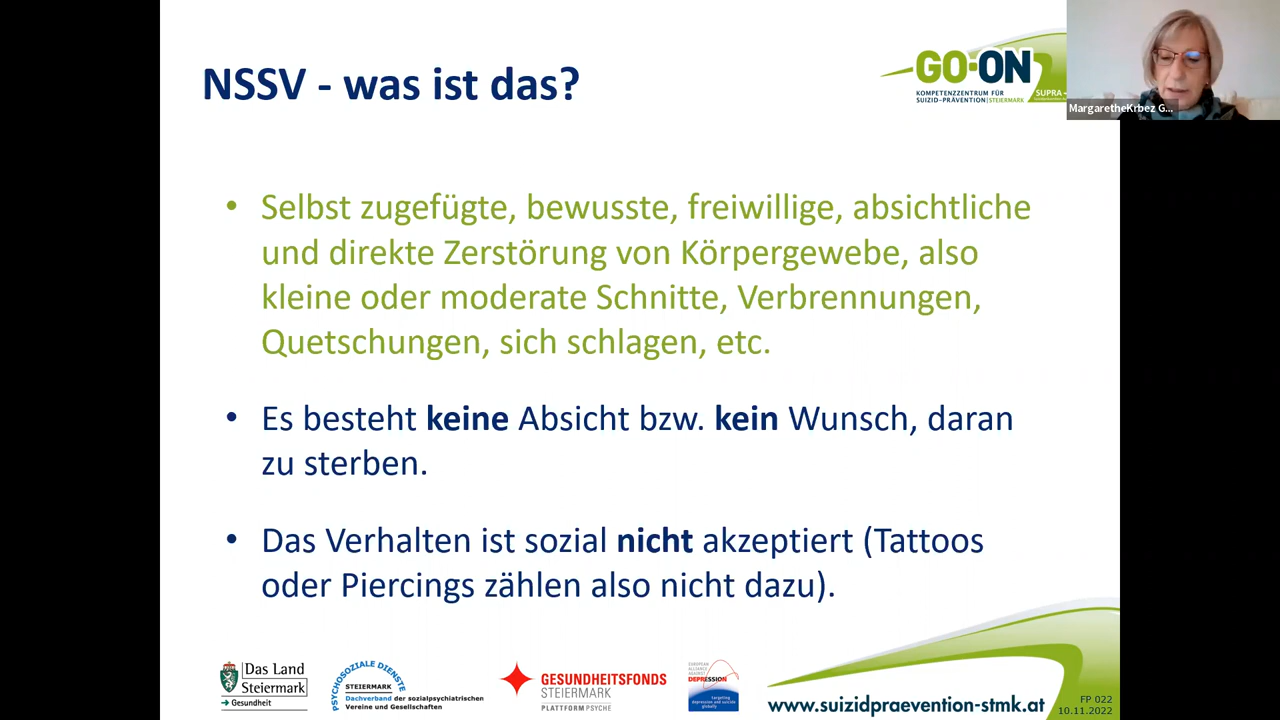 NSSV - was ist das?
GO-ON
KOMPETENZZENTRUM FÜR
SUIZID-PRÄVENTION|STEIERMARK
SUPRA -
MargaretheKrbez G...
• Selbst zugefügte, bewusste, freiwillige, absichtliche
und direkte Zerstörung von Körpergewebe, also
kleine oder moderate Schnitte, Verbrennungen,
Quetschungen, sich schlagen, etc.
• Es besteht keine Absicht bzw. kein Wunsch, daran
zu sterben.
• Das Verhalten ist sozial nicht akzeptiert (Tattoos
oder Piercings zählen also nicht dazu).
Das Land
Steiermark
➔ Gesundheit
PSYCHOSOZIALE DIENSTE
STEIERMARK
Dachverband der sozialpsychiatrischen
Vereine und Gesellschaften
GESUNDHEITSFONDS
STEIERMARK
PLATTFORM PSYCHE
EUROPEAN
ALLIANCE
AGAINST
DEPRESSION
targeting
depression and suicide
globally
www.suizidpraevention-stmk.at
FP 022
10.11.2022